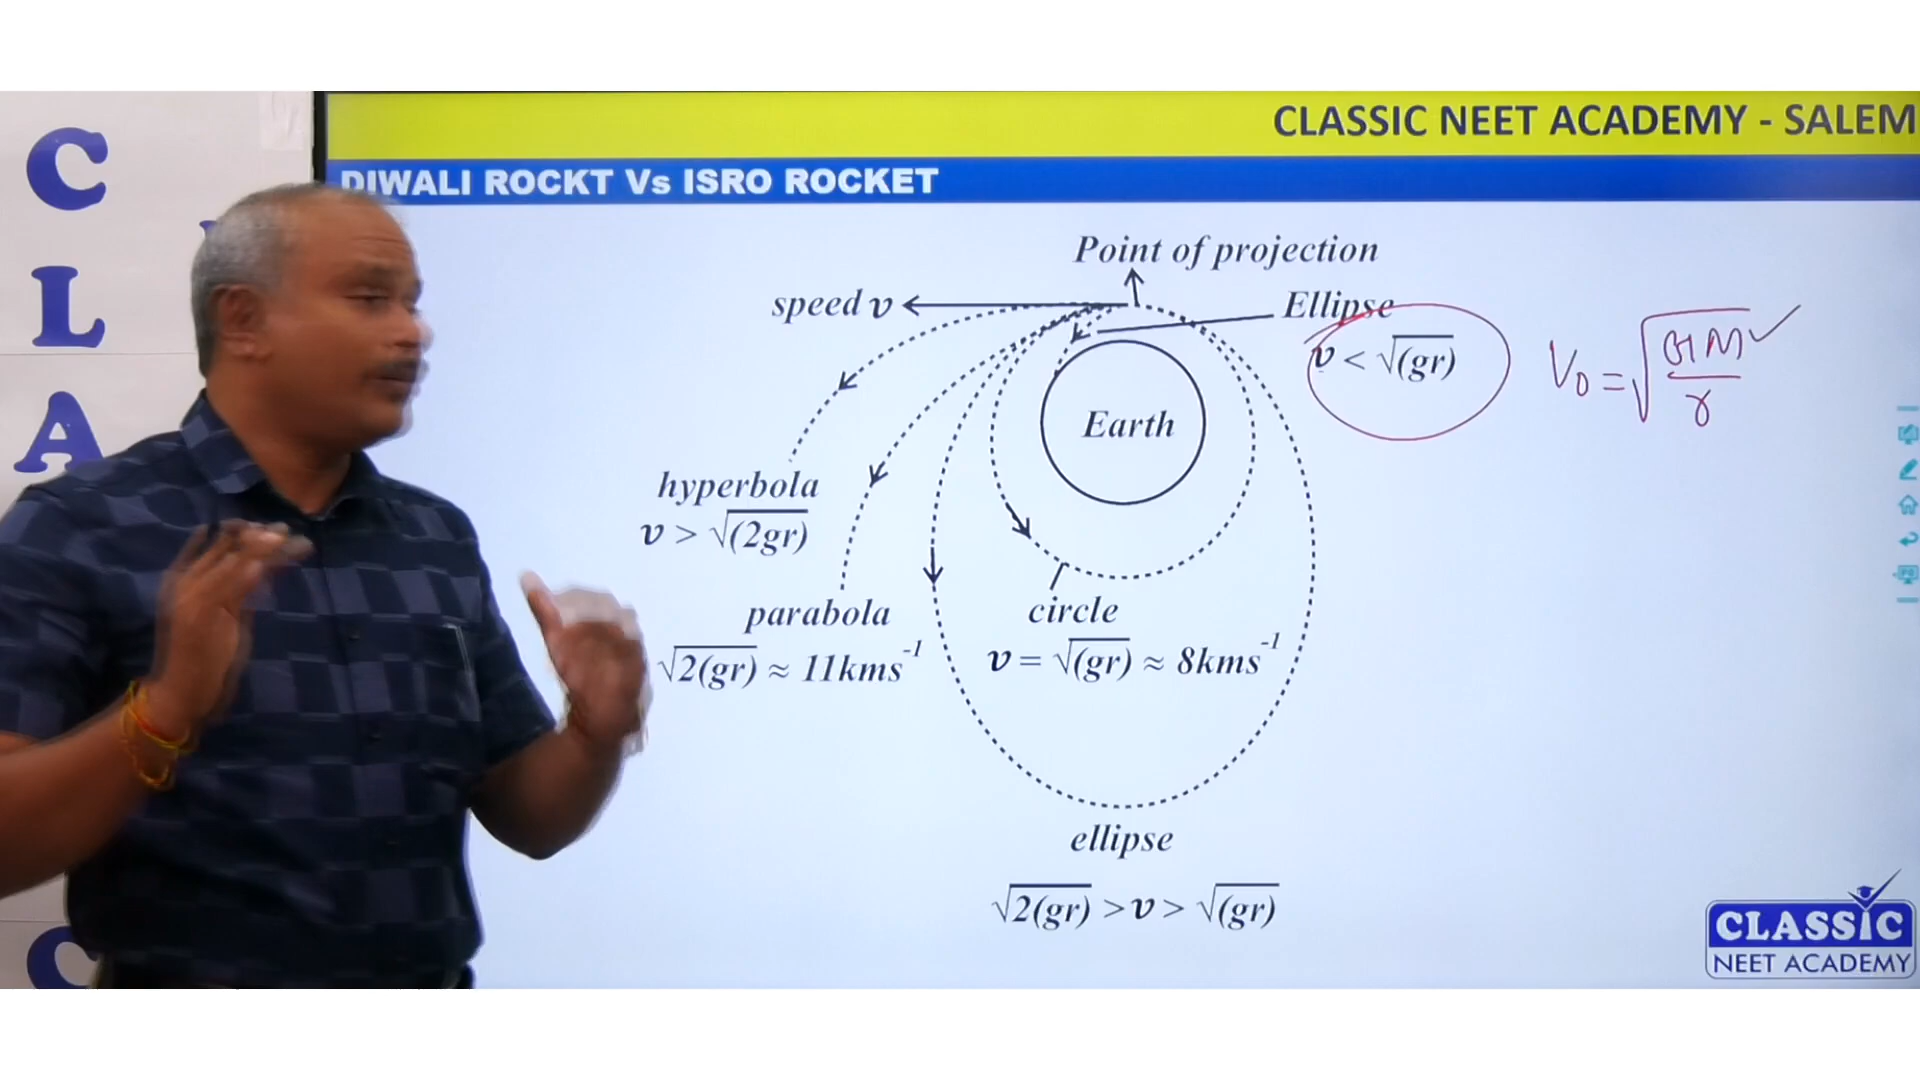 C
L
A
C
CLASSIC NEET ACADEMY - SALEM
DIWALI ROCKT Vs ISRO ROCKET
Point of projection
speed v
Ellipse
v < √(gr)
V₀ = √GM/r
Earth
hyperbola
v > √(2gr)
parabola
√2(gr) ≈ 11kms⁻¹
circle
v = √(gr) ≈ 8kms⁻¹
ellipse
√2(gr) > v > √(gr)
CLASSIC
NEET ACADEMY